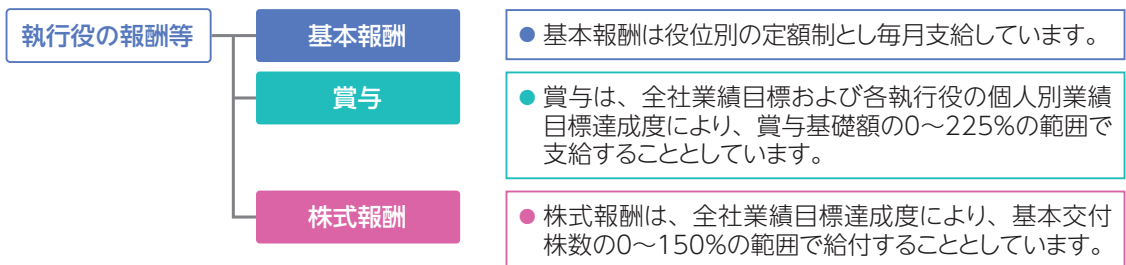 執行役の報酬等
基本報酬
● 基本報酬は役位別の定額制とし毎月支給しています。
賞与
● 賞与は、全社業績目標および各執行役の個人別業績
目標達成度により、賞与基礎額の0～225%の範囲で
支給することとしています。
株式報酬
● 株式報酬は、全社業績目標達成度により、基本交付
株数の0～150%の範囲で給付することとしています。